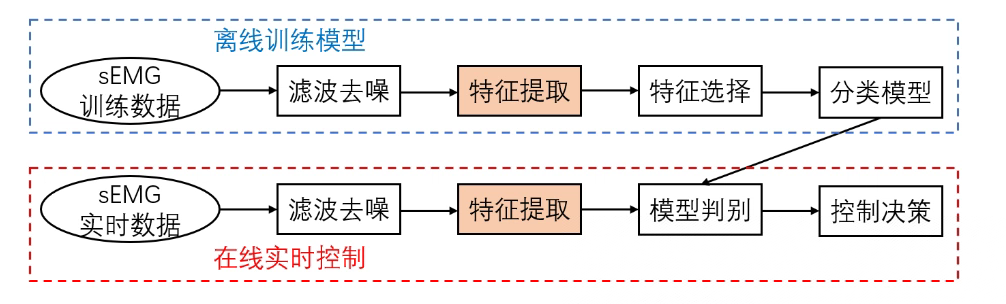 离线训练模型
sEMG
训练数据
滤波去噪
特征提取
特征选择
分类模型
sEMG
实时数据
滤波去噪
特征提取
模型判别
控制决策
在线实时控制